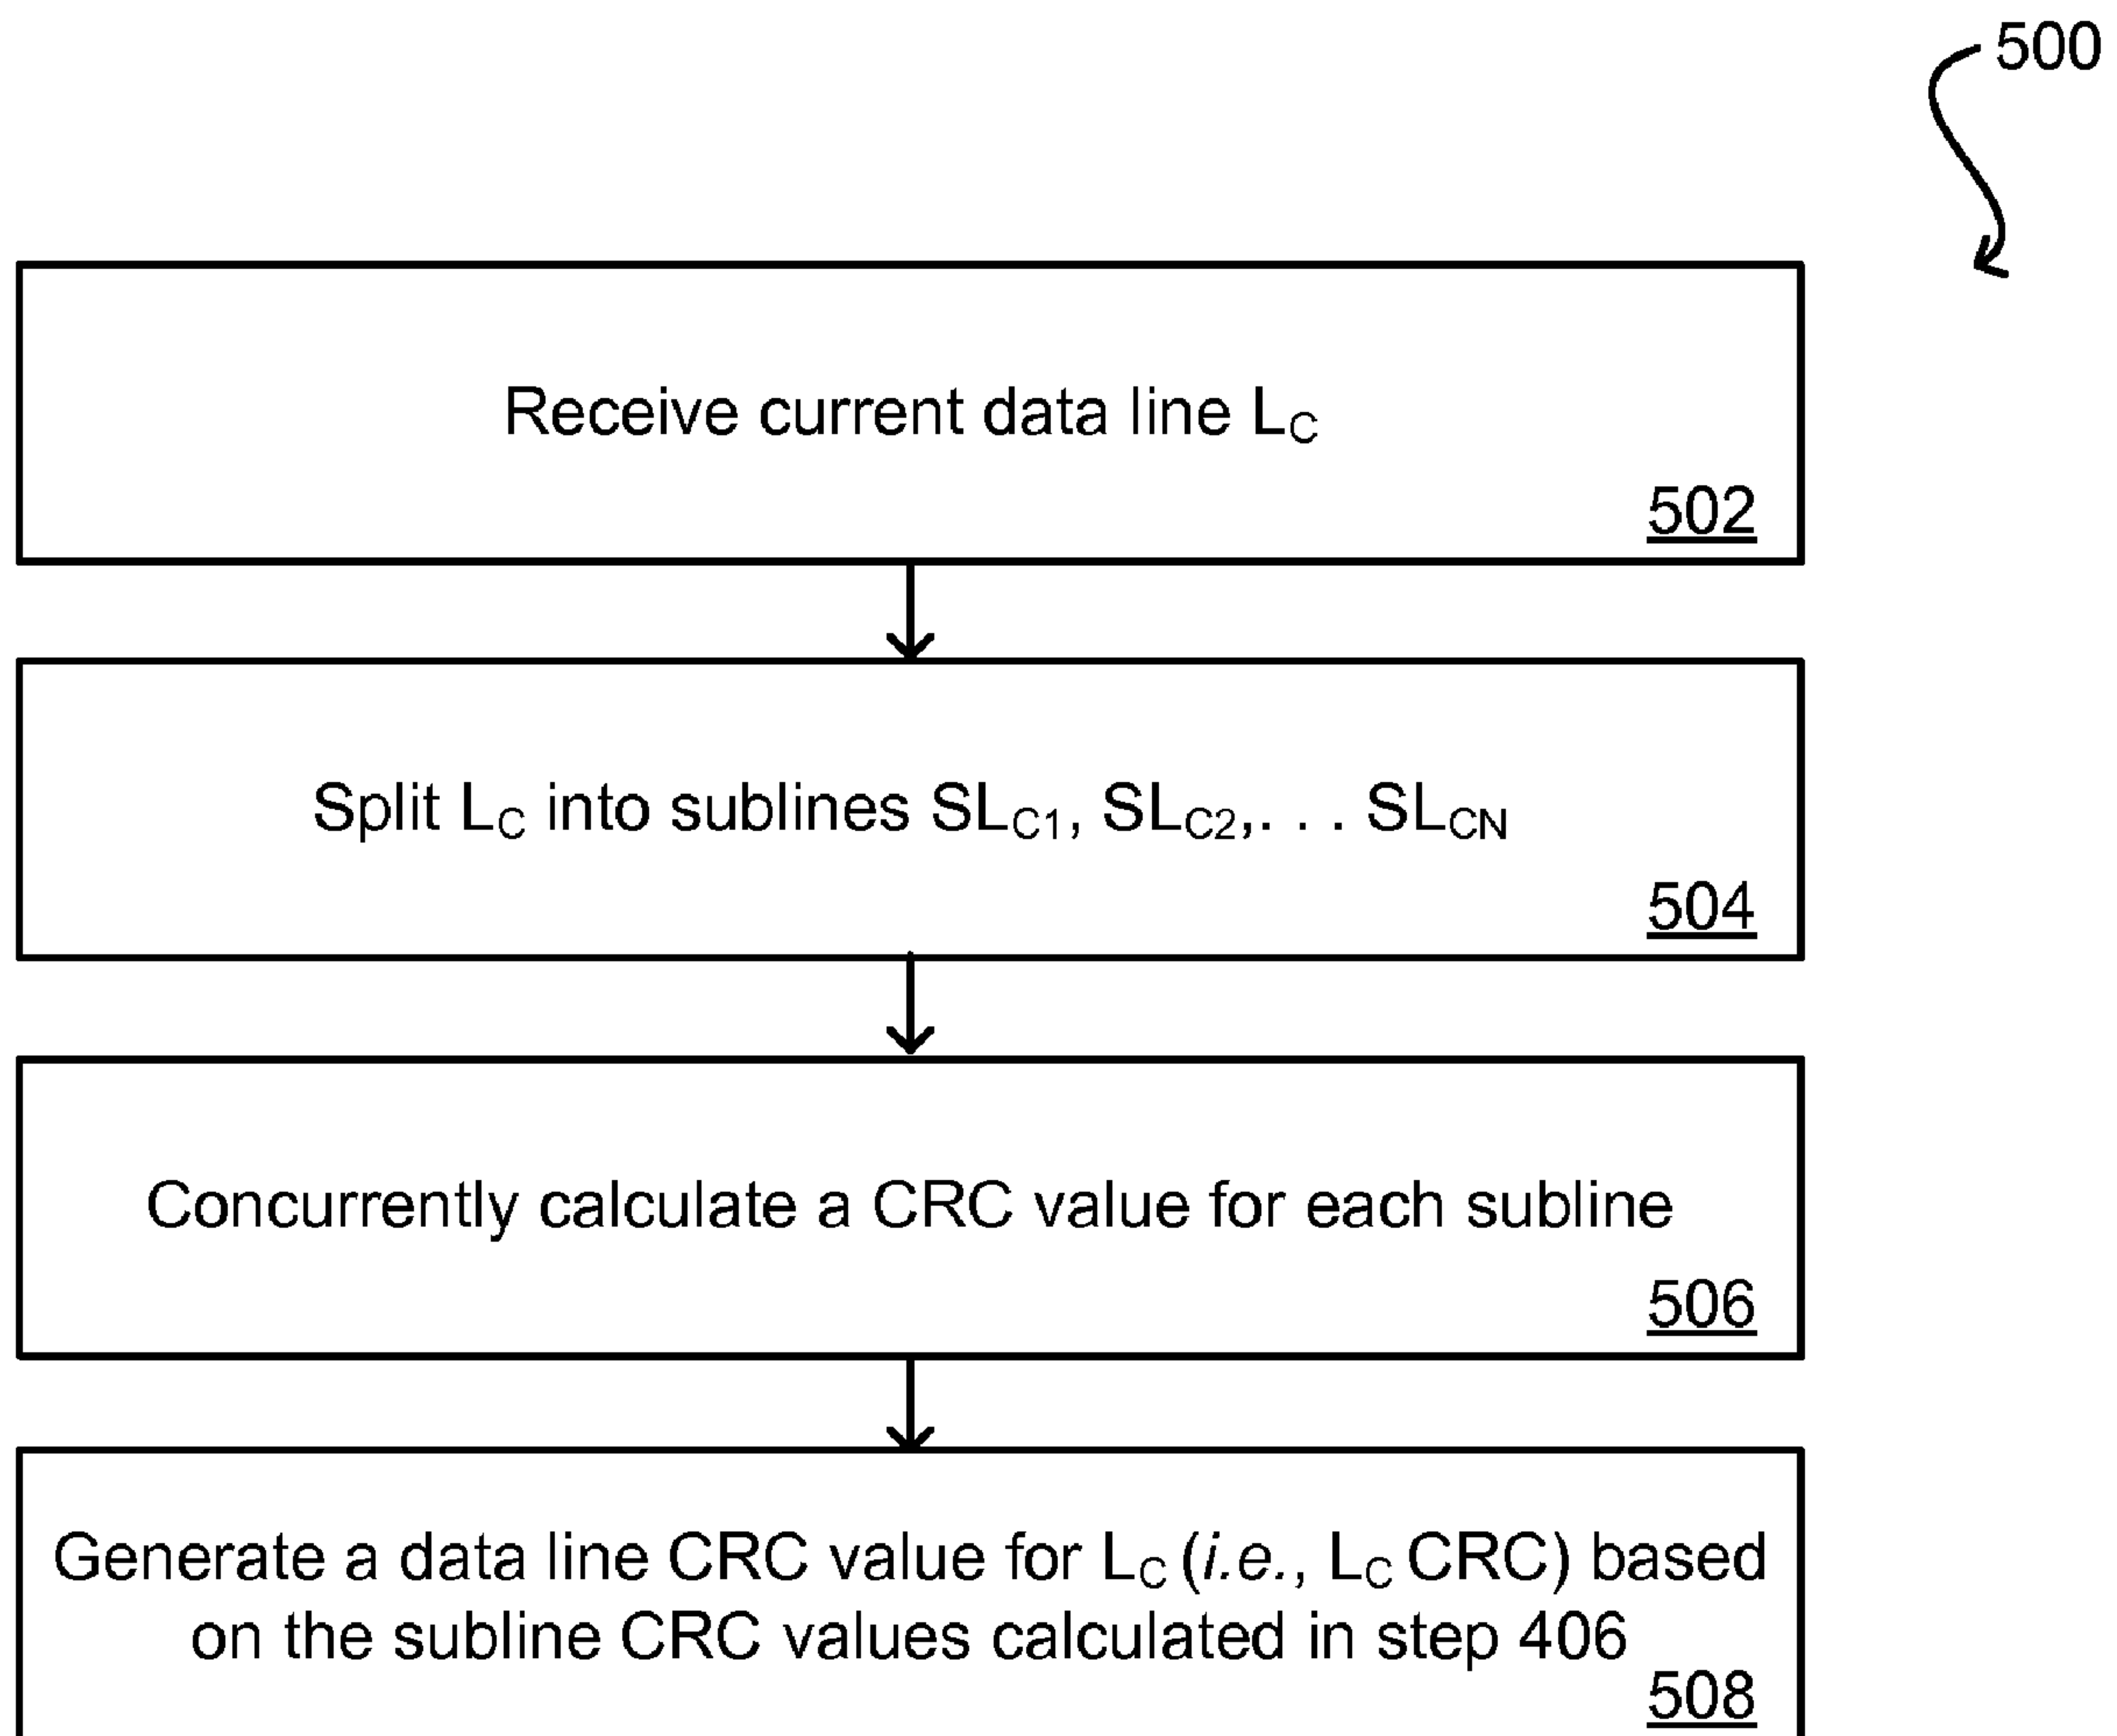 500
Receive current data line LC
502
Split LC into sublines SLC1, SLC2,. . . SLCN
504
Concurrently calculate a CRC value for each subline
506
Generate a data line CRC value for LC (i.e., LC CRC) based
on the subline CRC values calculated in step 406
508